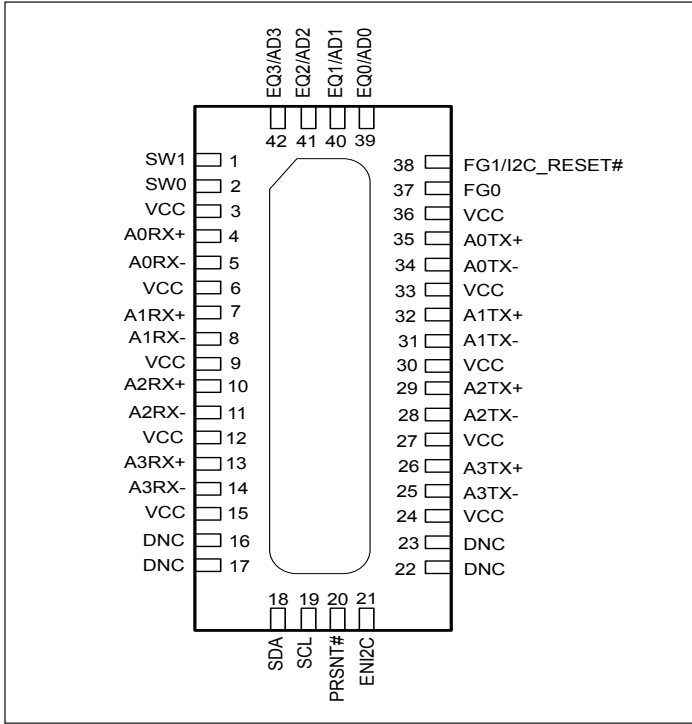 EQ3/AD3
EQ2/AD2
EQ1/AD1
EQ0/AD0
42 41 40 39
SW1 1
SW0 2
VCC 3
A0RX+ 4
A0RX- 5
VCC 6
A1RX+ 7
A1RX- 8
VCC 9
A2RX+ 10
A2RX- 11
VCC 12
A3RX+ 13
A3RX- 14
VCC 15
DNC 16
DNC 17
38 FG1/I2C_RESET#
37 FG0
36 VCC
35 A0TX+
34 A0TX-
33 VCC
32 A1TX+
31 A1TX-
30 VCC
29 A2TX+
28 A2TX-
27 VCC
26 A3TX+
25 A3TX-
24 VCC
23 DNC
22 DNC
18 19 20 21
SDA
SCL
PRSNT#
ENI2C